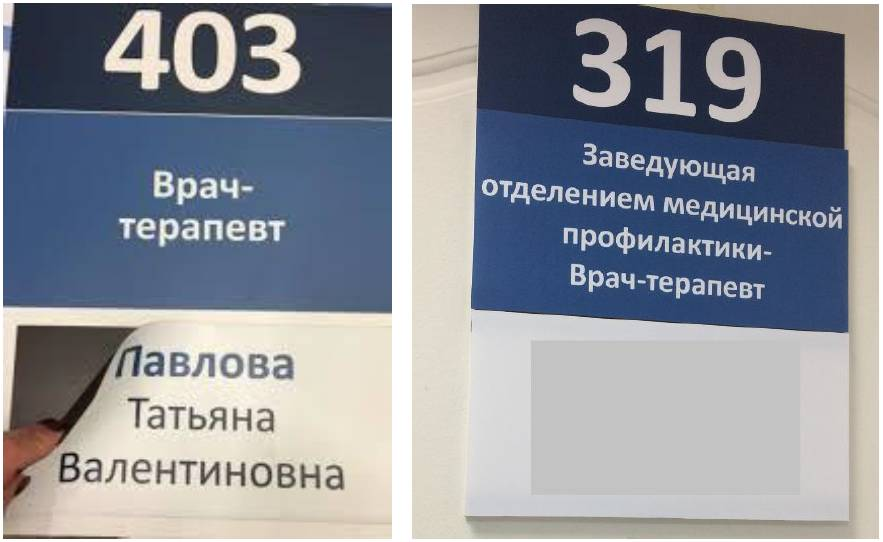 403
Врач-
терапевт
Павлова
Татьяна
Валентиновна
319
Заведующая
отделением медицинской
профилактики-
Врач-терапевт